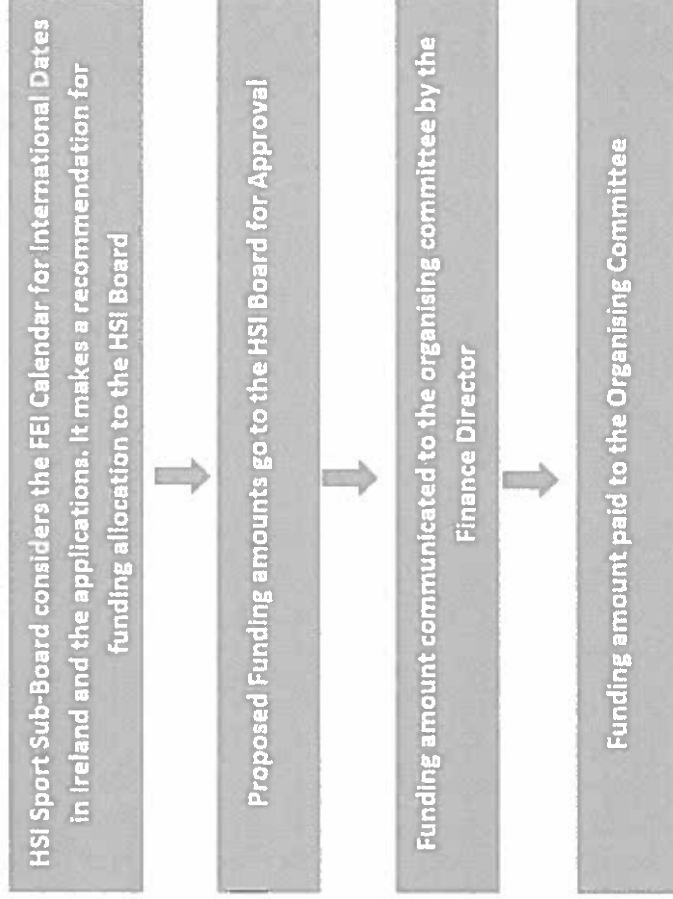 HSI Sport Sub-Board considers the FEI Calendar for International Dates
in Ireland and the applications. It makes a recommendation for
funding allocation to the HSI Board
Proposed Funding amounts go to the HSI Board for Approval
Funding amount communicated to the organising committee by the
Finance Director
Funding amount paid to the Organising Committee